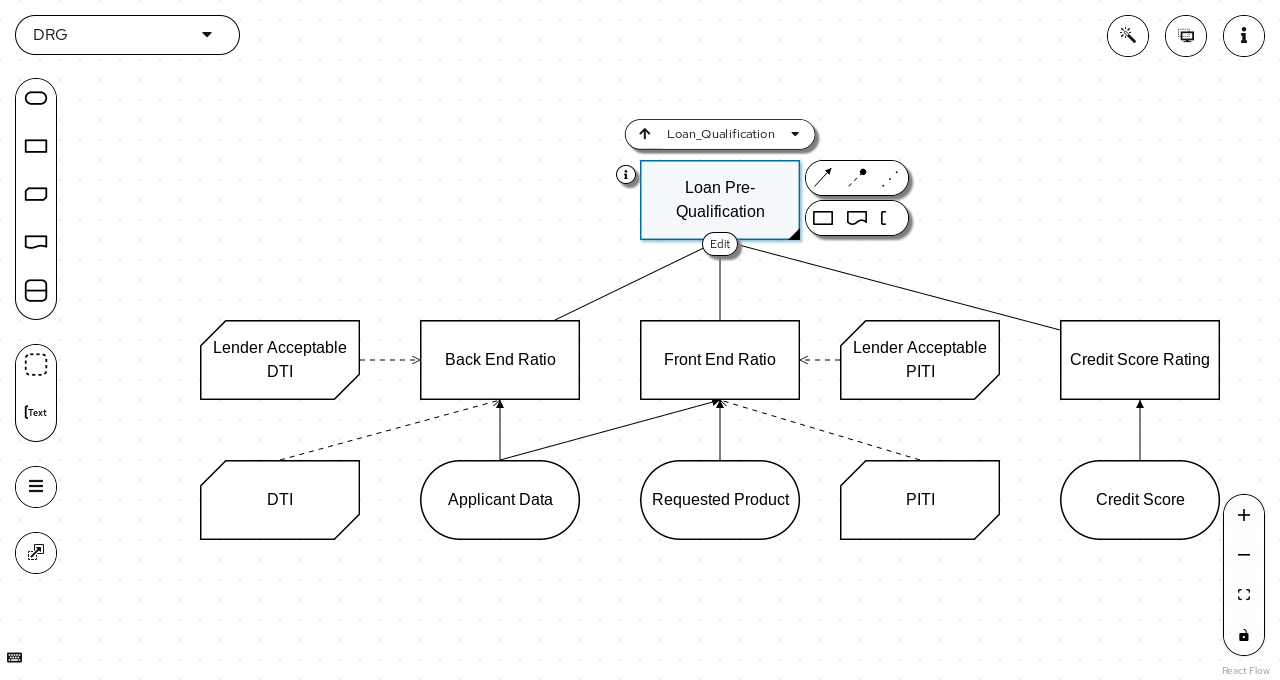 DRG
Loan_Qualification
Loan Pre-
Qualification
Edit
Lender Acceptable
DTI
Back End Ratio
Front End Ratio
Lender Acceptable
PITI
Credit Score Rating
Text
DTI
Applicant Data
Requested Product
PITI
Credit Score
React Flow